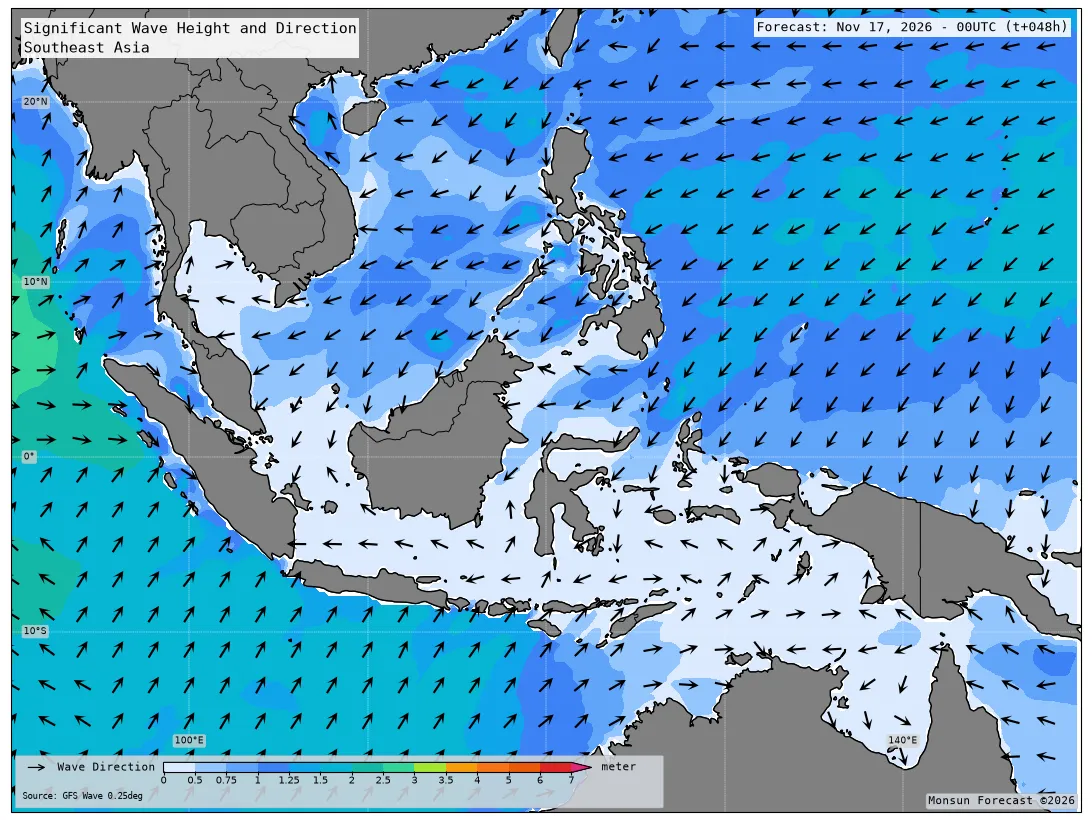 Significant Wave Height and Direction
Southeast Asia
Forecast: Nov 17, 2026 - 00UTC (t+048h)
20°N
10°N
0°
10°S
100°E
140°E
Wave Direction
meter
0 0.5 0.75 1 1.25 1.5 2 2.5 3 3.5 4 5 6 7
Source: GFS Wave 0.25deg
Monsun Forecast ©2026